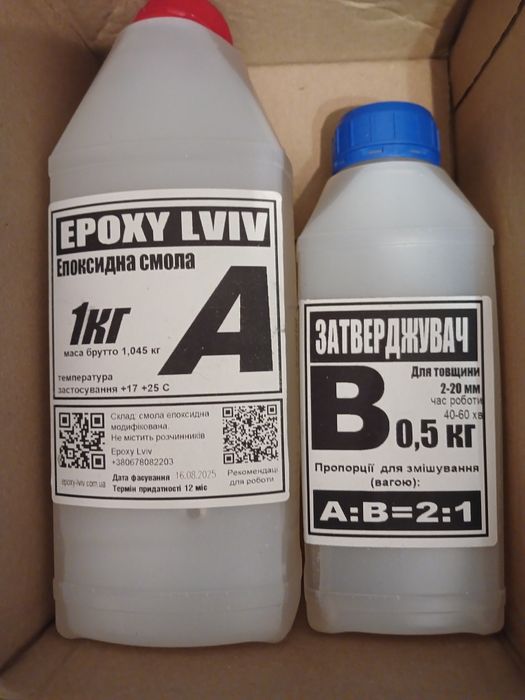 EPOXY LVIV
Епоксидна смола
A
1кг
маса брутто 1,045 кг
температура
застосування +17 +25 С
Склад: смола епоксидна
модифікована.
Не містить розчинників
Epoxy Lviv
+380678082203
epoxy-lviv.com.ua
Дата фасування 16.08.2025
Термін придатності 12 міс
Рекомендації
для роботи
ЗАТВЕРДЖУВАЧ
B
Для товщини
2-20 мм
час роботи
40-60 хв
0,5 кг
Пропорції для змішування
(вагою):
A:B=2:1